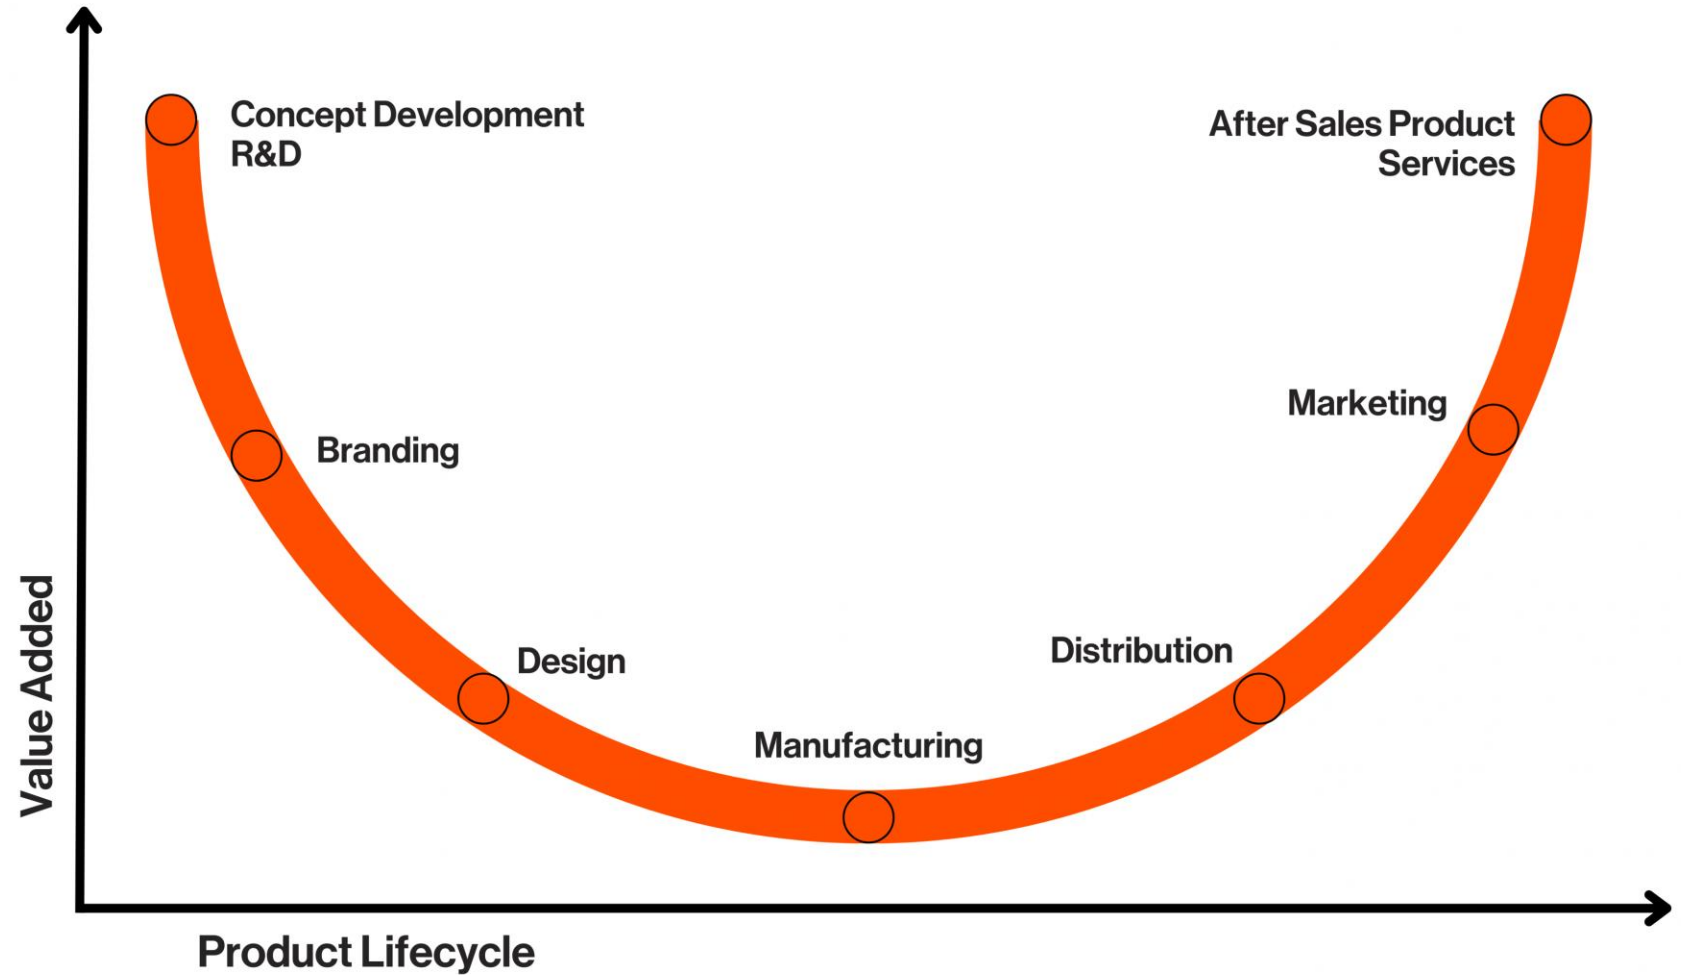 Concept Development
R&D
After Sales Product
Services
Marketing
Branding
Distribution
Design
Manufacturing
Value Added
Product Lifecycle